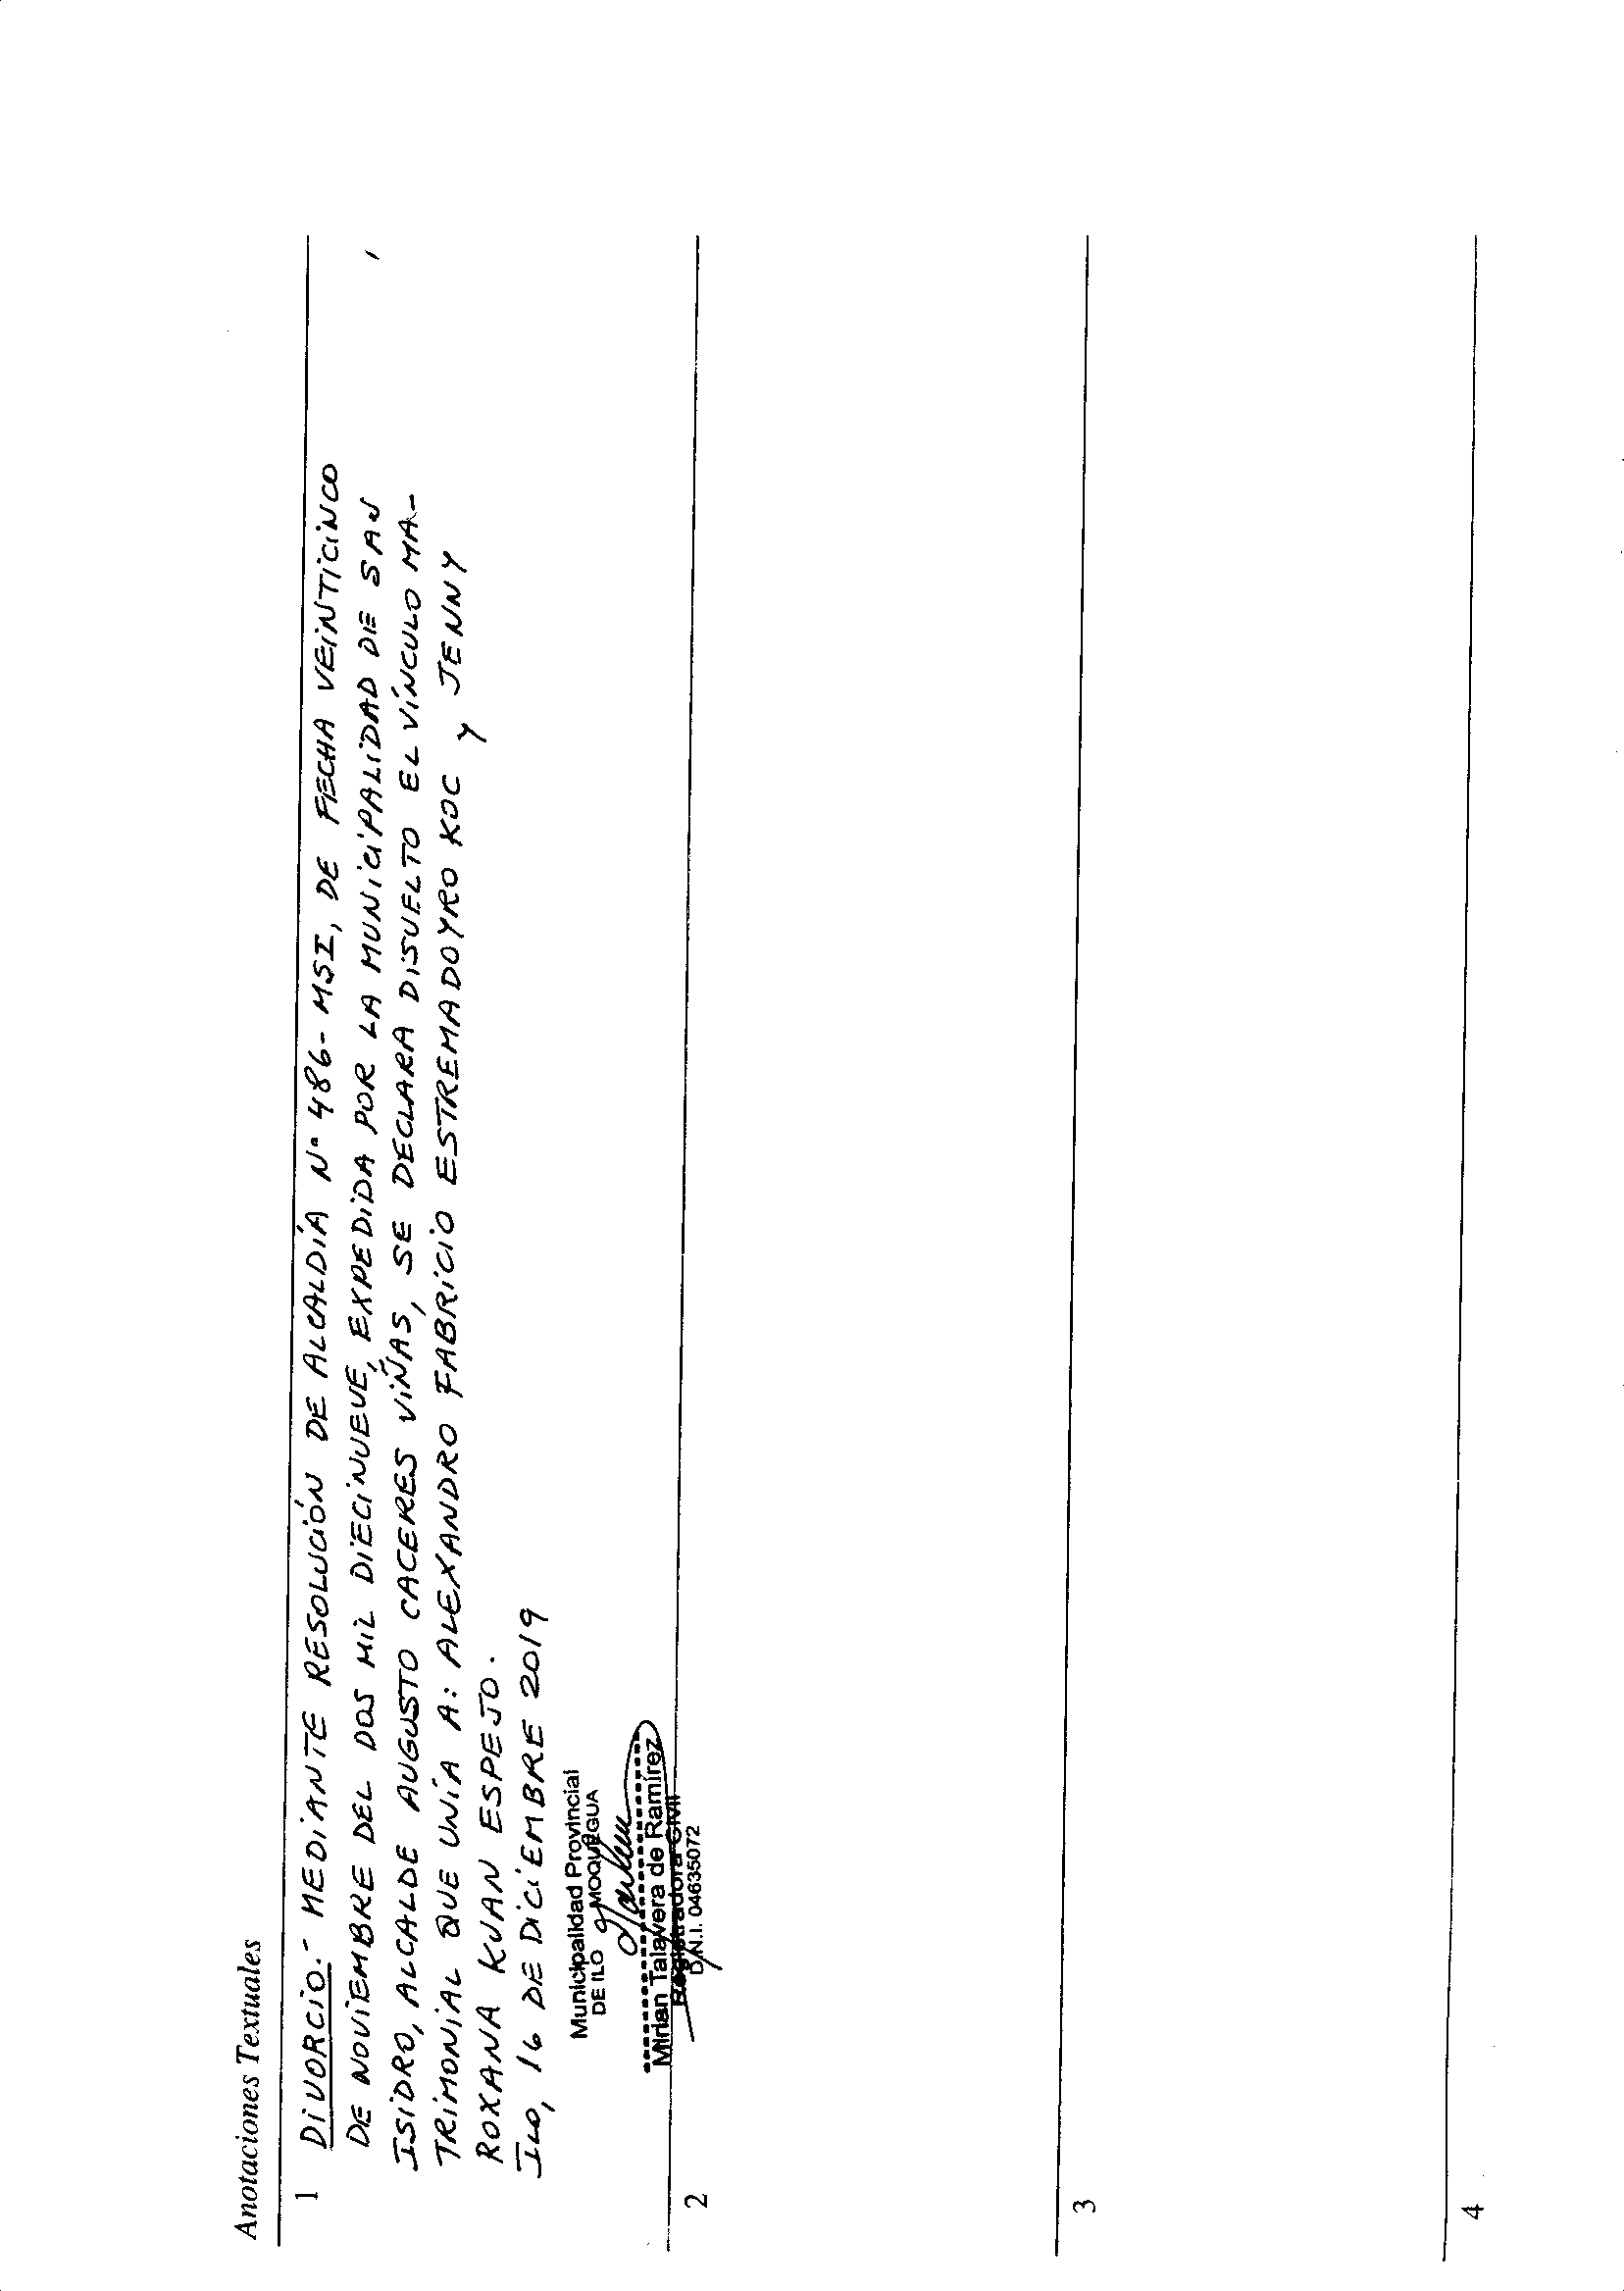 Anotaciones Textuales
1
DIVORCIO.- MEDIANTE RESOLUCIÓN DE ALCALDÍA N° 486-MSI, DE FECHA VEINTICINCO
DE NOVIEMBRE DEL DOS MIL DIECINUEVE, EXPEDIDA POR LA MUNICIPALIDAD DE SAN
ISIDRO, ALCALDE AUGUSTO CACERES VIÑAS, SE DECLARA DISUELTO EL VÍNCULO MA-
TRIMONIAL QUE UNÍA A: ALEXANDRO FABRICIO ESTREMADOYRO KOC Y JENNY
ROXANA KUAN ESPEJO.
ILO, 16 DE DICIEMBRE 2019
Municipalidad Provincial
DE ILO MOQUEGUA
Mirian Talavera de Ramírez
Registradora Civil
D.N.I. 04635072
2
3
4